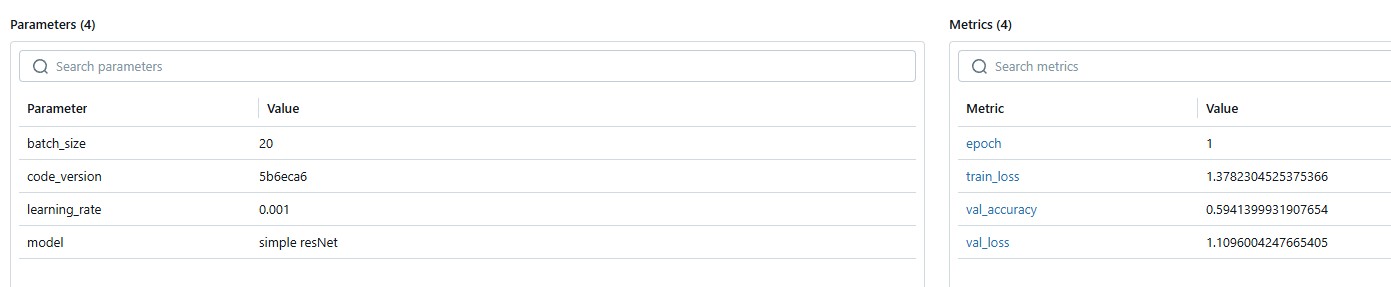 Parameters (4)
Search parameters
Parameter Value
batch_size 20
code_version 5b6eca6
learning_rate 0.001
model simple resNet
Metrics (4)
Search metrics
Metric Value
epoch 1
train_loss 1.3782304525375366
val_accuracy 0.5941399931907654
val_loss 1.1096004247665405